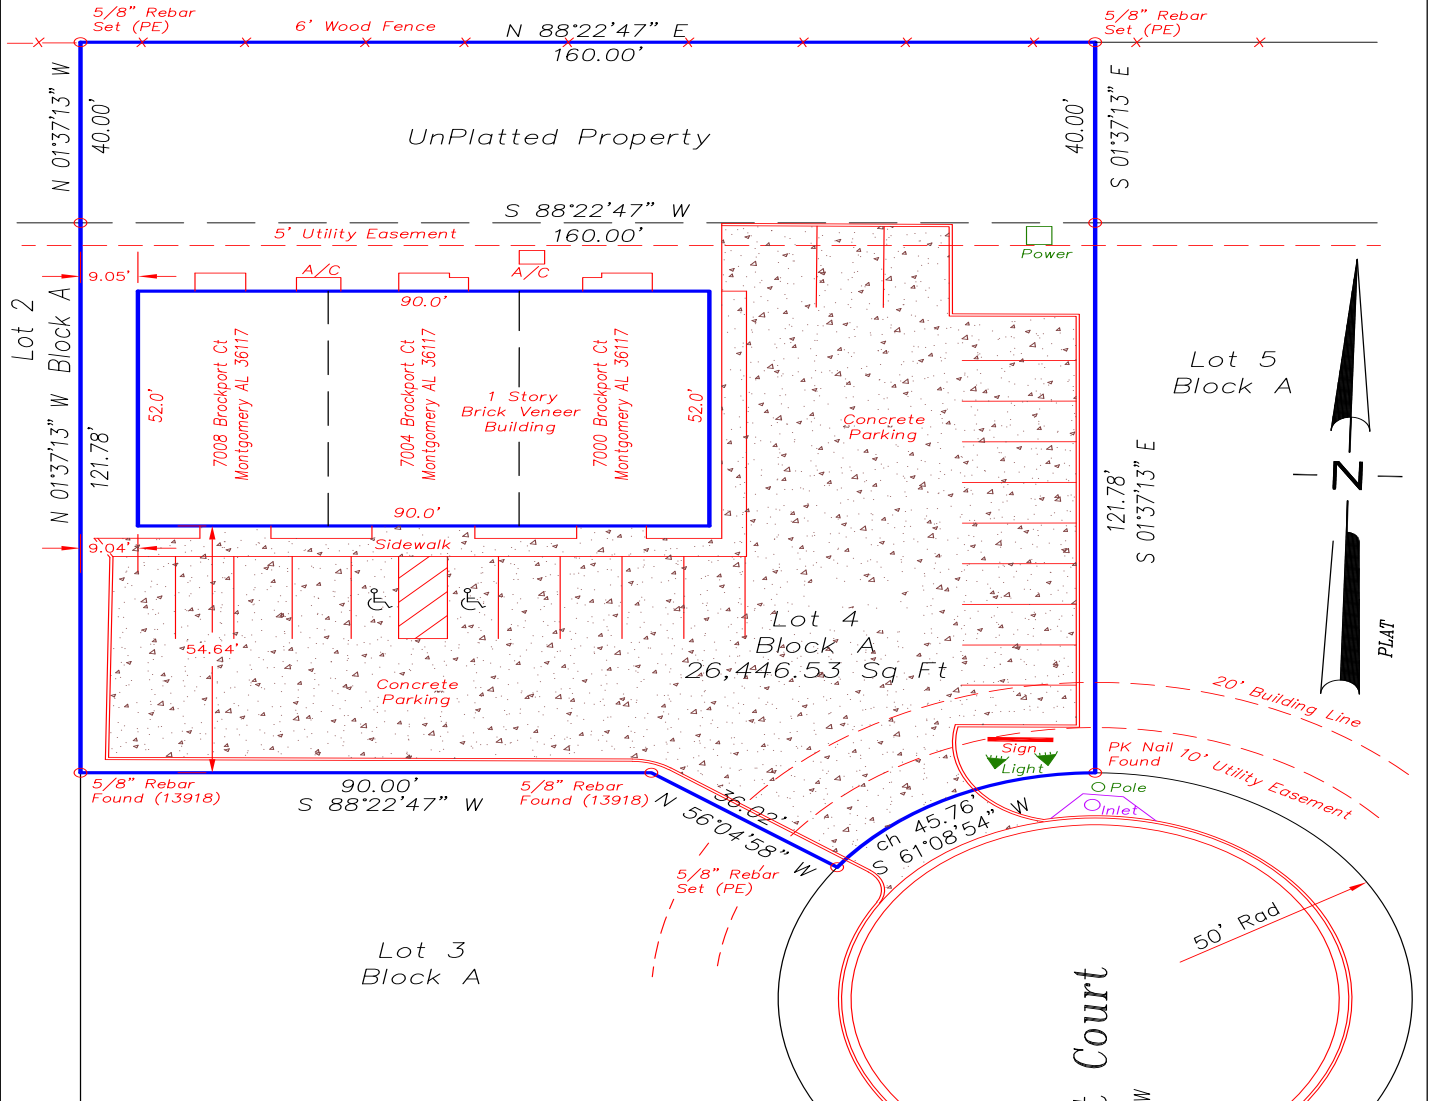 5/8" Rebar
Set (PE)
6' Wood Fence
N 88°22'47" E
160.00'
5/8" Rebar
Set (PE)
N 01°37'13" W
40.00'
UnPlatted Property
40.00'
S 01°37'13" E
S 88°22'47" W
160.00'
5' Utility Easement
Power
9.05'
A/C
A/C
90.0'
Lot 2
Block A
N 01°37'13" W
121.78'
52.0'
7008 Brockport Ct
Montgomery AL 36117
7004 Brockport Ct
Montgomery AL 36117
1 Story
Brick Veneer
Building
7000 Brockport Ct
Montgomery AL 36117
52.0'
90.0'
Concrete
Parking
Lot 5
Block A
121.78'
S 01°37'13" E
N
PLAT
9.04'
Sidewalk
54.64'
Lot 4
Block A
26,446.53 Sq Ft
Concrete
Parking
20' Building Line
10' Utility Easement
Sign
Light
PK Nail
Found
Pole
Inlet
5/8" Rebar
Found (13918)
90.00'
S 88°22'47" W
5/8" Rebar
Found (13918)
36.02'
N 56°04'58" W
ch 45.76'
S 61°08'54" W
5/8" Rebar
Set (PE)
50' Rad
Lot 3
Block A
Court
W